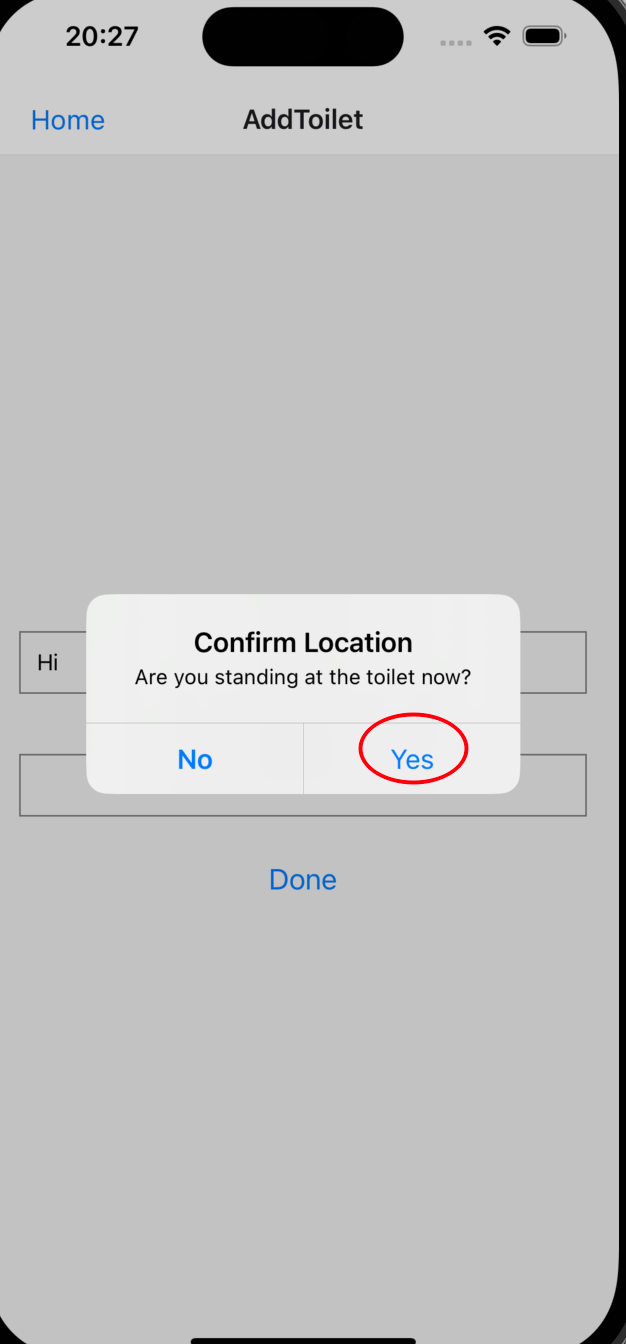 20:27
Home AddToilet
Hi
Confirm Location
Are you standing at the toilet now?
No Yes
Done